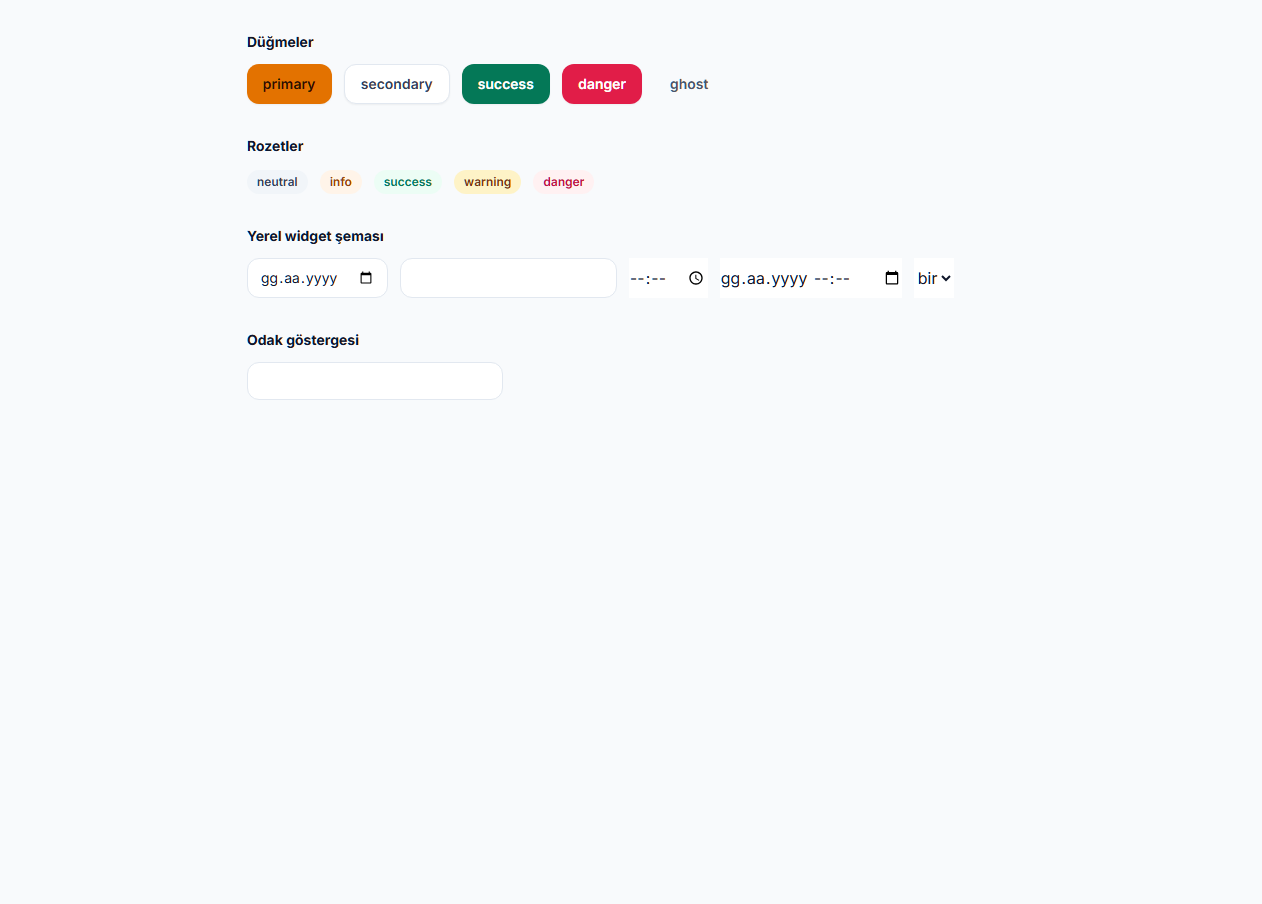 Düğmeler
primary secondary success danger ghost
Rozetler
neutral info success warning danger
Yerel widget şeması
gg.aa.yyyy --:-- gg.aa.yyyy --:-- bir
Odak göstergesi